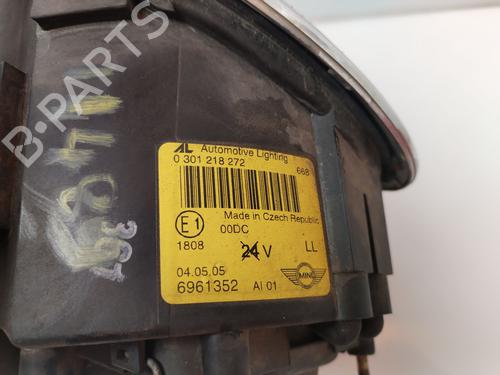 AL Automotive Lighting
0 301 218 272
668
Made in Czech Republic
E1
00DC
1808
24 V
LL
04.05.05
MINI
6961352
AI 01
B-PARTS